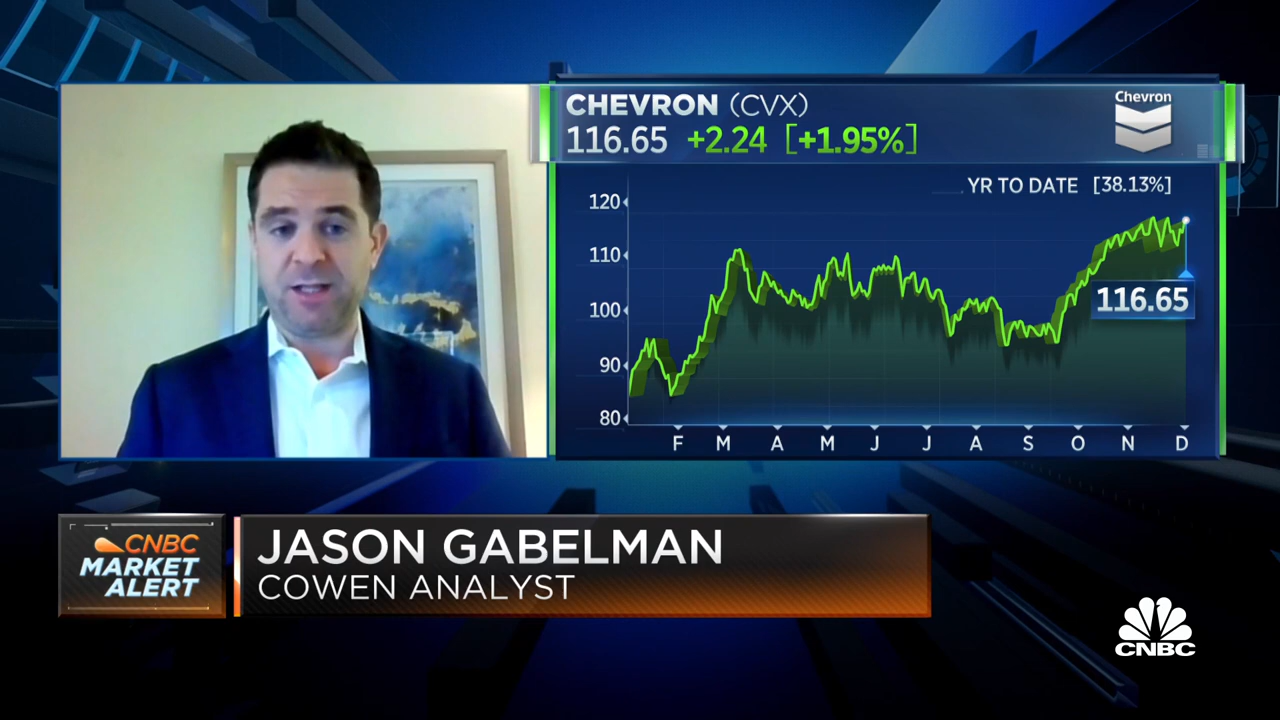 CHEVRON (CVX)
116.65 +2.24 [+1.95%]
Chevron
YR TO DATE [38.13%]
120
110
100
90
80
116.65
F M A M J J A S O N D
CNBC
MARKET
ALERT
JASON GABELMAN
COWEN ANALYST
CNBC